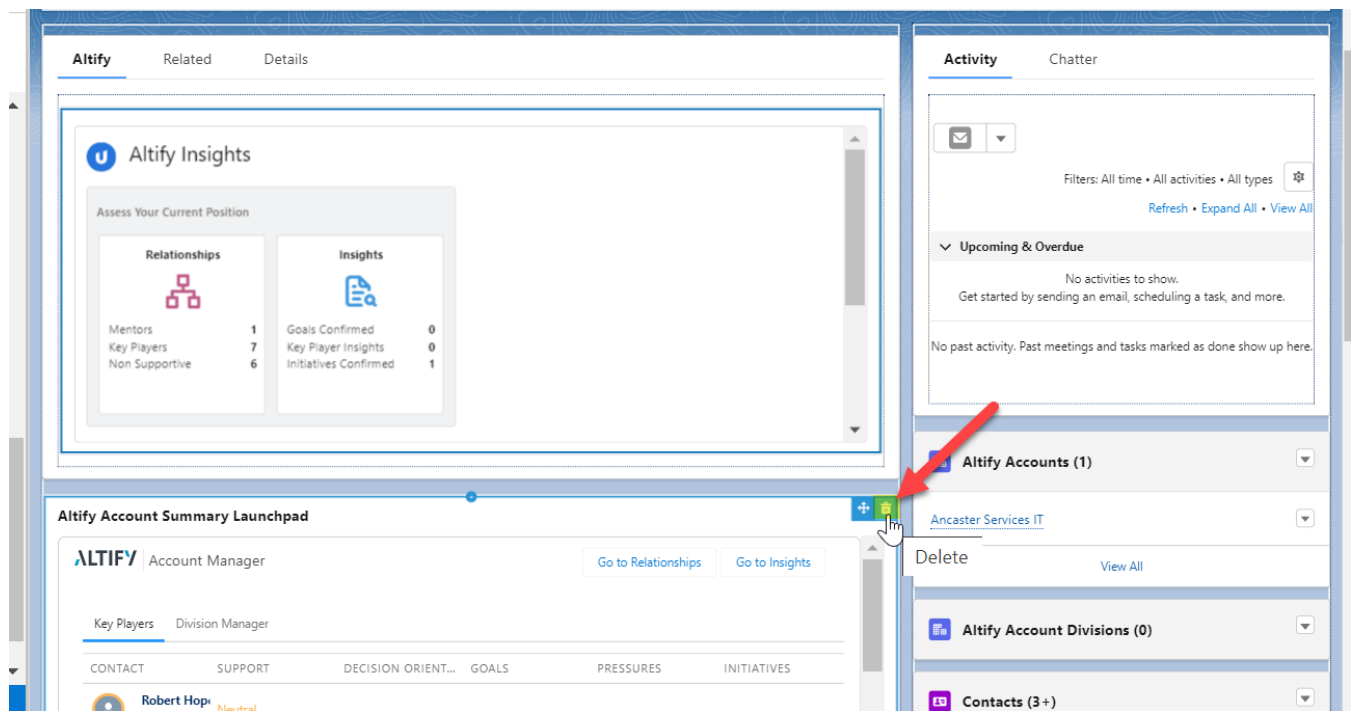 Altify Related Details
Altify Insights
Assess Your Current Position
Relationships
Mentors 1
Key Players 7
Non Supportive 6
Insights
Goals Confirmed 0
Key Player Insights 0
Initiatives Confirmed 1
Altify Account Summary Launchpad
ALTIFY Account Manager
Go to Relationships Go to Insights
Key Players Division Manager
CONTACT SUPPORT DECISION ORIENT... GOALS PRESSURES INITIATIVES
Robert Hop
Neutral
Activity Chatter
Filters: All time • All activities • All types
Refresh • Expand All • View All
Upcoming & Overdue
No activities to show.
Get started by sending an email, scheduling a task, and more.
No past activity. Past meetings and tasks marked as done show up here.
Altify Accounts (1)
Ancaster Services IT
Delete
View All
Altify Account Divisions (0)
Contacts (3+)